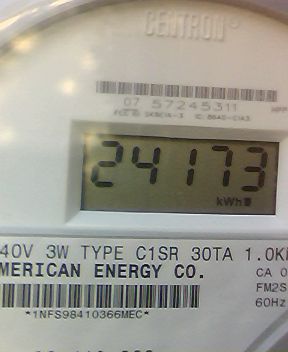 CENTRON®
07 57245311
24173
kWh
40V 3W TYPE C1SR 30TA 1.0K
MERICAN ENERGY CO.
CA 0
FM2S
60Hz
*1NFS98410366MEC*